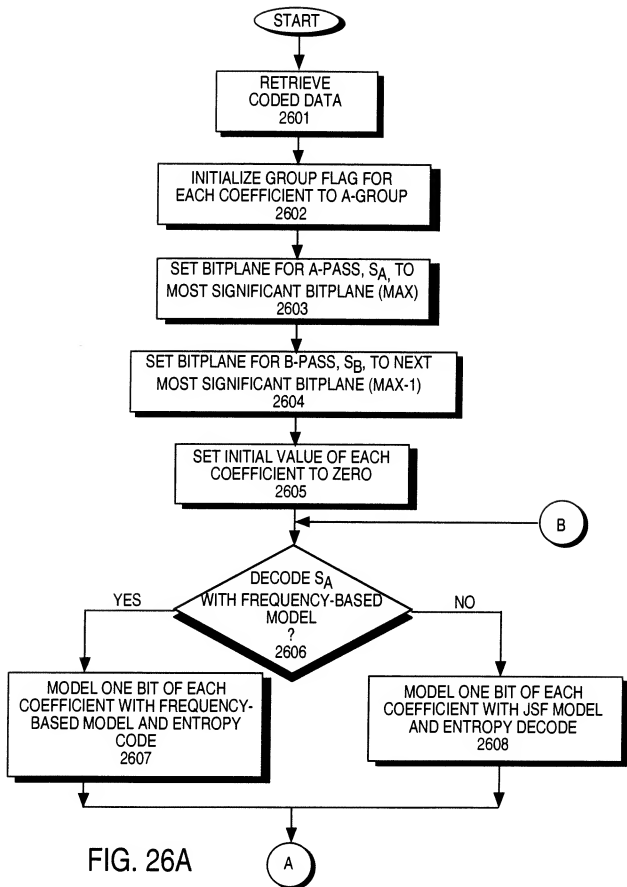 START
RETRIEVE
CODED DATA
2601
INITIALIZE GROUP FLAG FOR
EACH COEFFICIENT TO A-GROUP
2602
SET BITPLANE FOR A-PASS, SA, TO
MOST SIGNIFICANT BITPLANE (MAX)
2603
SET BITPLANE FOR B-PASS, SB, TO NEXT
MOST SIGNIFICANT BITPLANE (MAX-1)
2604
SET INITIAL VALUE OF EACH
COEFFICIENT TO ZERO
2605
B
DECODE SA
WITH FREQUENCY-BASED
MODEL
?
2606
YES
NO
MODEL ONE BIT OF EACH
COEFFICIENT WITH FREQUENCY-
BASED MODEL AND ENTROPY
CODE
2607
MODEL ONE BIT OF EACH
COEFFICIENT WITH JSF MODEL
AND ENTROPY DECODE
2608
FIG. 26A
A